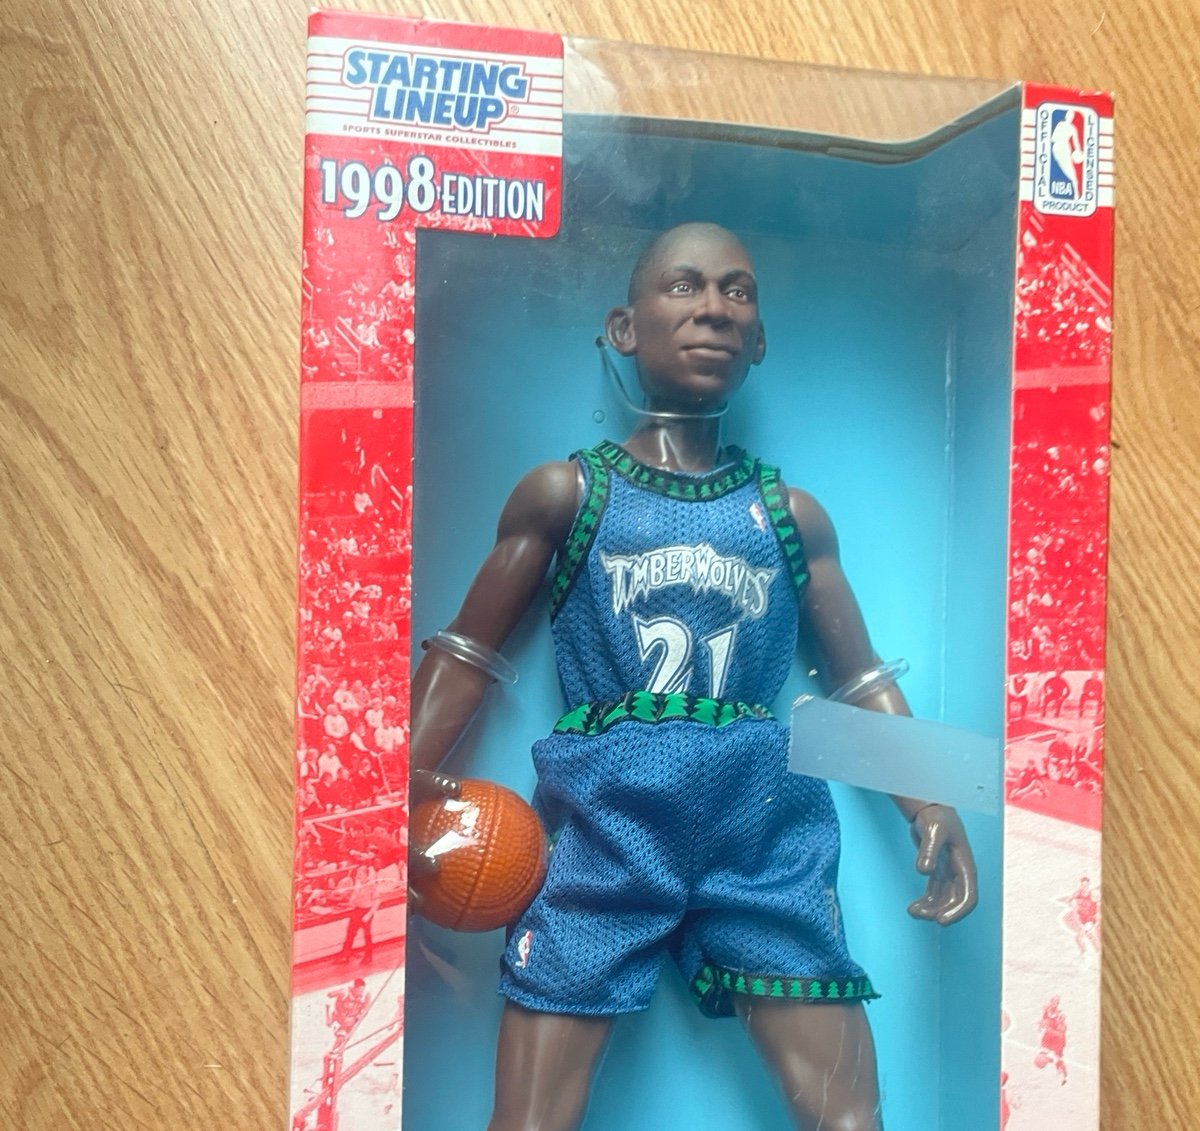 STARTING
LINEUP®
SPORTS SUPERSTAR COLLECTIBLES
1998 EDITION
OFFICIAL
LICENSED
NBA
PRODUCT
TIMBERWOLVES
21